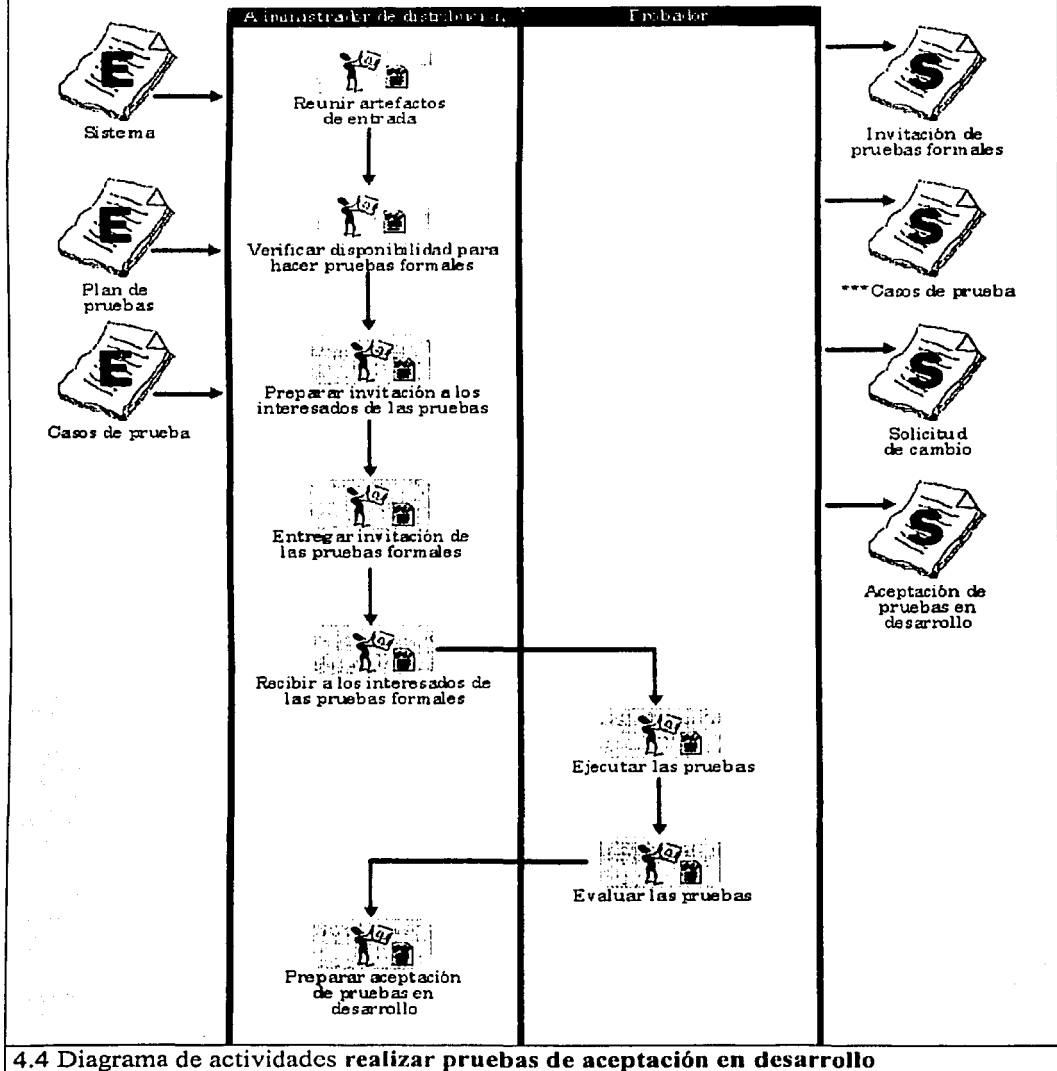 Administrador de distribución
Probador
E
Sistema
E
Plan de
pruebas
E
Casos de prueba
Reunir artefactos
de entrada
Verificar disponibilidad para
hacer pruebas formales
Preparar invitación a los
interesados de las pruebas
Entregar invitación de
las pruebas formales
Recibir a los interesados de
las pruebas formales
Preparar aceptación
de pruebas en
desarrollo
Ejecutar las pruebas
Evaluar las pruebas
S
Invitación de
pruebas formales
S
***Casos de prueba
S
Solicitud
de cambio
S
Aceptación de
pruebas en
desarrollo
4.4 Diagrama de actividades realizar pruebas de aceptación en desarrollo